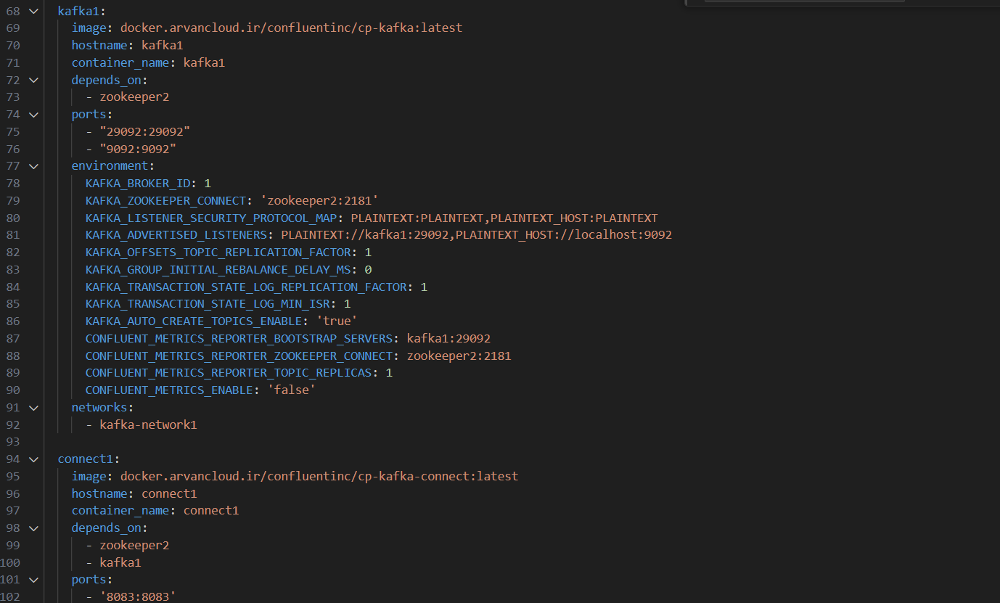 68 kafka1:
69 image: docker.arvancloud.ir/confluentinc/cp-kafka:latest
70 hostname: kafka1
71 container_name: kafka1
72 depends_on:
73 - zookeeper2
74 ports:
75 - "29092:29092"
76 - "9092:9092"
77 environment:
78 KAFKA_BROKER_ID: 1
79 KAFKA_ZOOKEEPER_CONNECT: 'zookeeper2:2181'
80 KAFKA_LISTENER_SECURITY_PROTOCOL_MAP: PLAINTEXT:PLAINTEXT,PLAINTEXT_HOST:PLAINTEXT
81 KAFKA_ADVERTISED_LISTENERS: PLAINTEXT://kafka1:29092,PLAINTEXT_HOST://localhost:9092
82 KAFKA_OFFSETS_TOPIC_REPLICATION_FACTOR: 1
83 KAFKA_GROUP_INITIAL_REBALANCE_DELAY_MS: 0
84 KAFKA_TRANSACTION_STATE_LOG_REPLICATION_FACTOR: 1
85 KAFKA_TRANSACTION_STATE_LOG_MIN_ISR: 1
86 KAFKA_AUTO_CREATE_TOPICS_ENABLE: 'true'
87 CONFLUENT_METRICS_REPORTER_BOOTSTRAP_SERVERS: kafka1:29092
88 CONFLUENT_METRICS_REPORTER_ZOOKEEPER_CONNECT: zookeeper2:2181
89 CONFLUENT_METRICS_REPORTER_TOPIC_REPLICAS: 1
90 CONFLUENT_METRICS_ENABLE: 'false'
91 networks:
92 - kafka-network1
93
94 connect1:
95 image: docker.arvancloud.ir/confluentinc/cp-kafka-connect:latest
96 hostname: connect1
97 container_name: connect1
98 depends_on:
99 - zookeeper2
100 - kafka1
101 ports:
102 - '8083:8083'